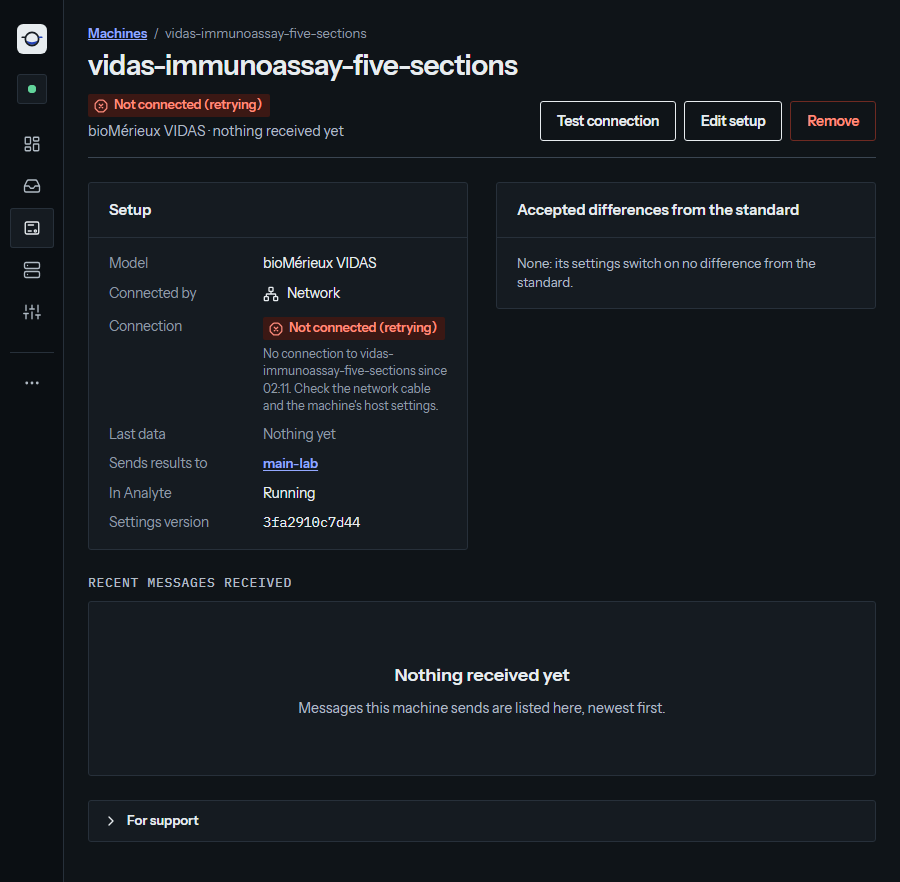 Machines / vidas-immunoassay-five-sections
vidas-immunoassay-five-sections
Not connected (retrying)
bioMérieux VIDAS · nothing received yet
Test connection
Edit setup
Remove
Setup
Model
bioMérieux VIDAS
Connected by
Network
Connection
Not connected (retrying)
No connection to vidas-
immunoassay-five-sections since
02:11. Check the network cable
and the machine's host settings.
Last data
Nothing yet
Sends results to
main-lab
In Analyte
Running
Settings version
3fa2910c7d44
Accepted differences from the standard
None: its settings switch on no difference from the
standard.
RECENT MESSAGES RECEIVED
Nothing received yet
Messages this machine sends are listed here, newest first.
For support